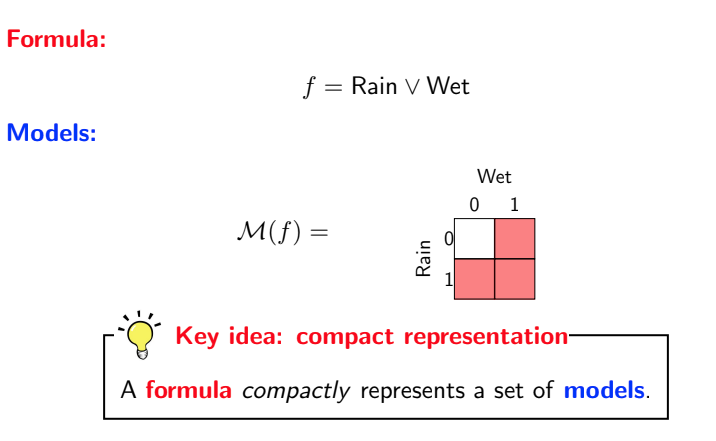 Formula:
f = Rain ∨ Wet
Models:
Wet
0 1
M(f) =
Rain
0
1
Key idea: compact representation
A formula compactly represents a set of models.